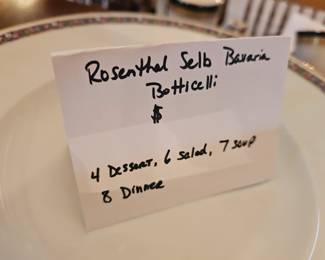 Rosenthal Selb Bavaria
Botticelli
$
4 Dessert, 6 Salad, 7 Soup
8 Dinner